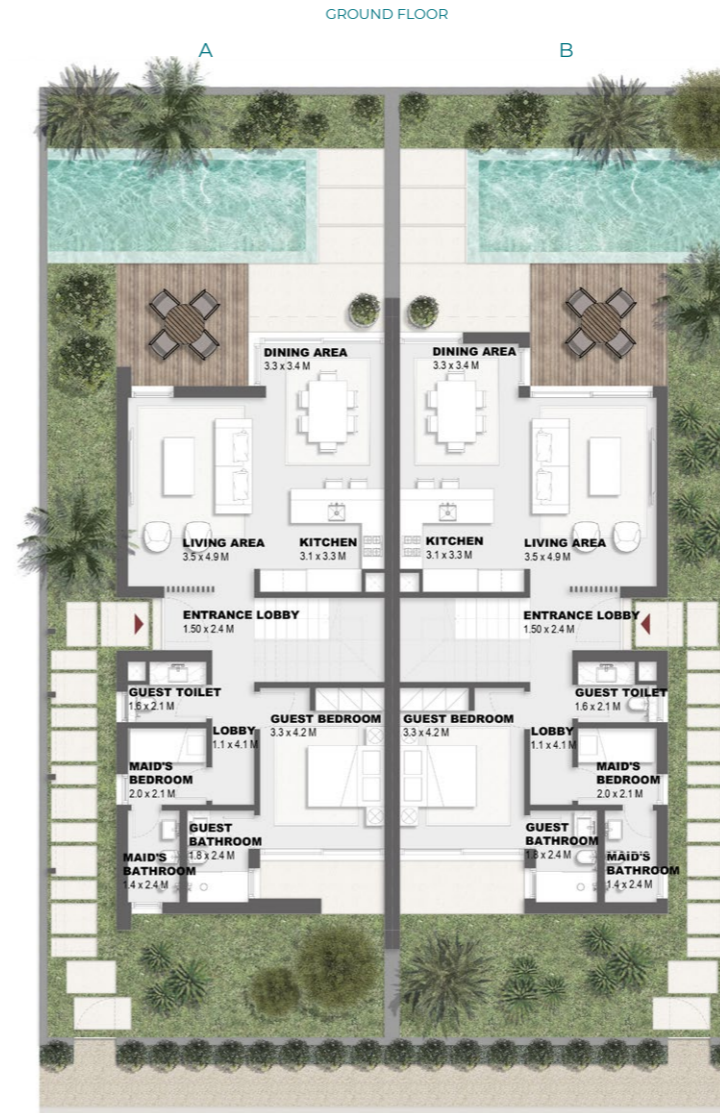 GROUND FLOOR
A
B
DINING AREA
3.3 x 3.4 M
DINING AREA
3.3 x 3.4 M
LIVING AREA
3.5 x 4.9 M
KITCHEN
3.1 x 3.3 M
KITCHEN
3.1 x 3.3 M
LIVING AREA
3.5 x 4.9 M
ENTRANCE LOBBY
1.50 x 2.4 M
ENTRANCE LOBBY
1.50 x 2.4 M
GUEST TOILET
1.6 x 2.1 M
GUEST BEDROOM
3.3 x 4.2 M
LOBBY
1.1 x 4.1 M
MAID'S
BEDROOM
2.0 x 2.1 M
GUEST
BATHROOM
1.8 x 2.4 M
MAID'S
BATHROOM
1.4 x 2.4 M
GUEST TOILET
1.6 x 2.1 M
GUEST BEDROOM
3.3 x 4.2 M
LOBBY
1.1 x 4.1 M
MAID'S
BEDROOM
2.0 x 2.1 M
GUEST
BATHROOM
1.8 x 2.4 M
MAID'S
BATHROOM
1.4 x 2.4 M